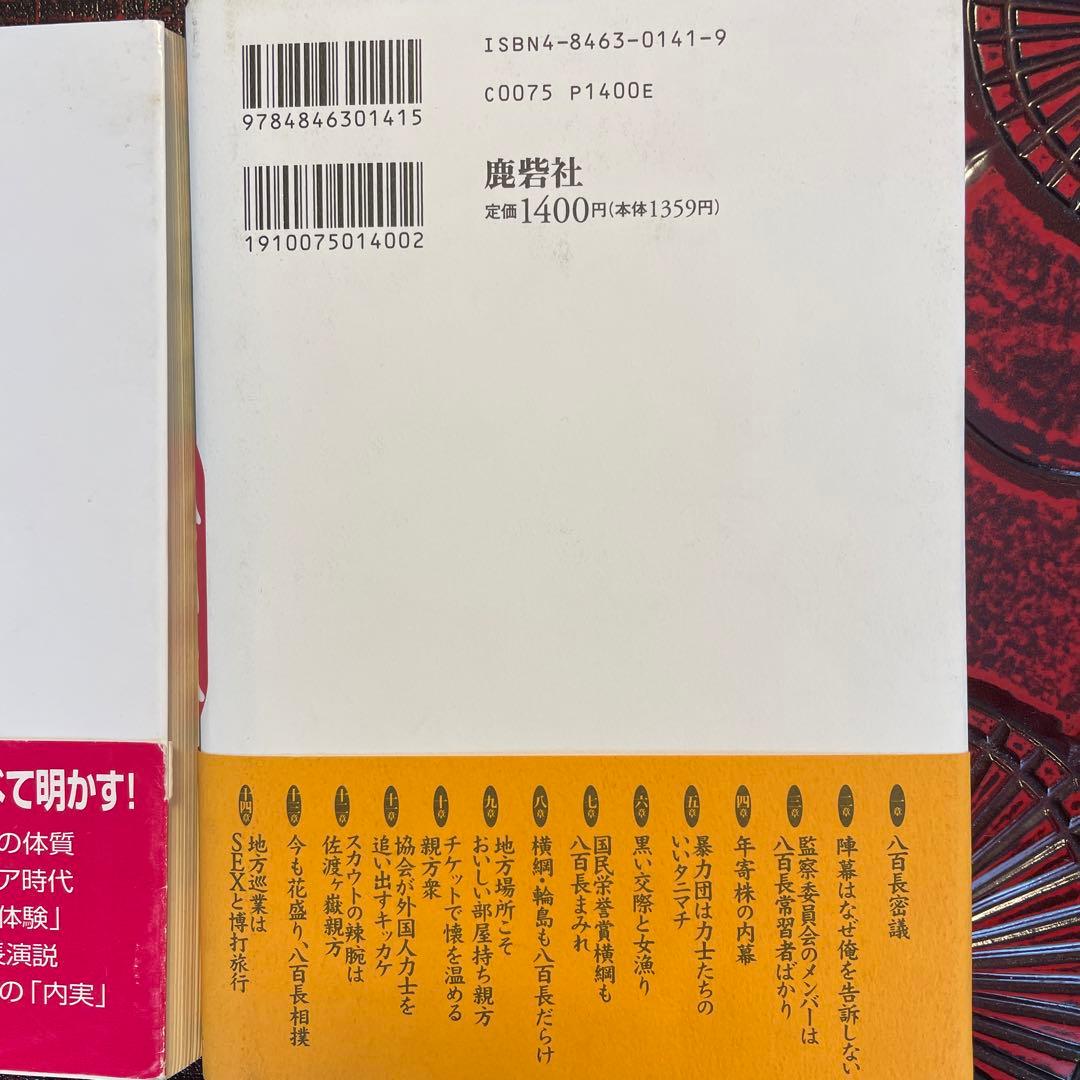 ISBN4-8463-0141-9
C0075 P1400E
9784846301415
鹿砦社
定価1400円(本体1359円)
1910075014002
一章 八百長密議
二章 陣幕はなぜ俺を告訴しない
三章 監察委員会のメンバーは
八百長常習者ばかり
四章 年寄株の内幕
五章 暴力団は力士たちの
いいタニマチ
六章 黒い交際と女漁り
七章 国民栄誉賞横綱も
八百長まみれ
八章 横綱・輪島も八百長だらけ
九章 地方場所こそ
おいしい部屋持ち親方
十章 チケットで懐を温める
親方衆
十一章 協会が外国人力士を
追い出すキッカケ
十二章 スカウトの辣腕は
佐渡ヶ嶽親方
十三章 今も花盛り、八百長相撲
十四章 地方巡業は
SEXと博打旅行
べて明かす!
の体質
ア時代
体験」
長演説
の「内実」